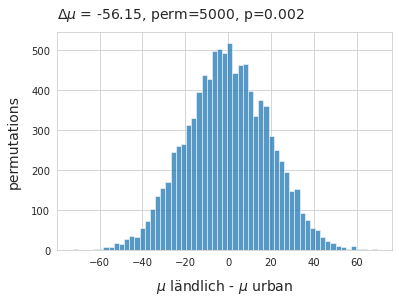 Δμ = -56.15, perm=5000, p=0.002
500
400
300
200
100
0
permutations
−60 −40 −20 0 20 40 60
μ ländlich - μ urban